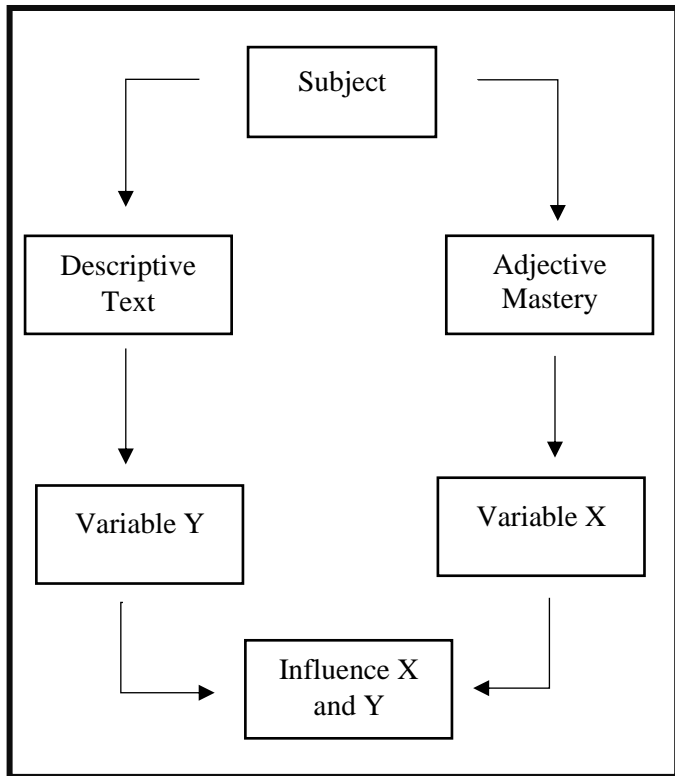 Subject
Descriptive
Text
Adjective
Mastery
Variable Y
Variable X
Influence X
and Y